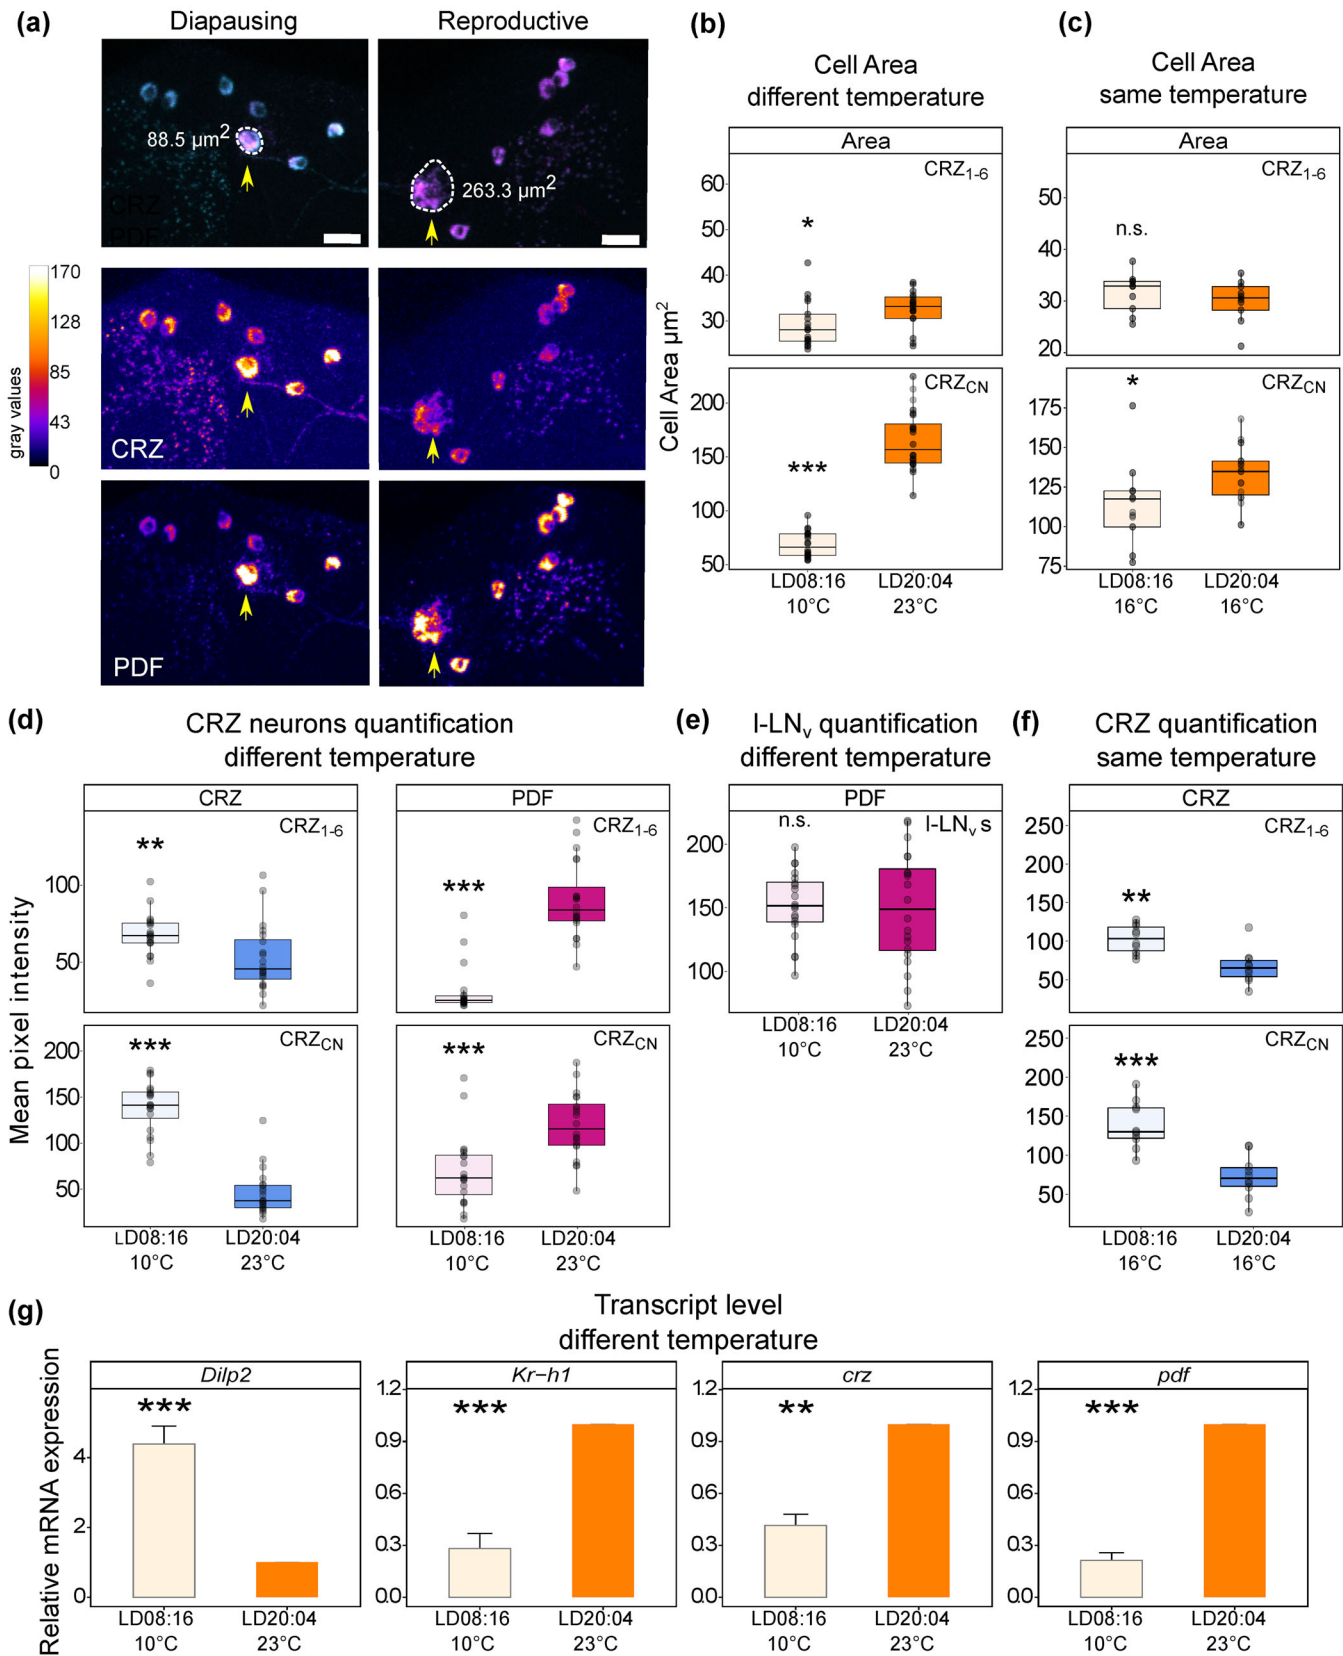 (a)
Diapausing
Reproductive
88.5 µm2
263.3 µm2
CRZ
PDF
170
128
85
43
0
gray values
CRZ
PDF
(b)
Cell Area
different temperature
Area
CRZ1-6
60
50
40
30
*
CRZCN
200
150
100
50
***
Cell Area µm2
LD08:16 LD20:04
10°C 23°C
(c)
Cell Area
same temperature
Area
CRZ1-6
50
40
30
20
n.s.
CRZCN
175
150
125
100
75
*
LD08:16 LD20:04
16°C 16°C
(d)
CRZ neurons quantification
different temperature
Mean pixel intensity
CRZ
CRZ1-6
**
100
50
CRZCN
***
200
150
100
50
LD08:16 LD20:04
10°C 23°C
PDF
CRZ1-6
***
CRZCN
***
LD08:16 LD20:04
10°C 23°C
(e)
l-LNv quantification
different temperature
PDF
n.s.
l-LNv s
200
150
100
LD08:16 LD20:04
10°C 23°C
(f)
CRZ quantification
same temperature
CRZ
CRZ1-6
250
200
150
100
50
**
CRZCN
250
200
150
100
50
***
LD08:16 LD20:04
16°C 16°C
(g)
Transcript level
different temperature
Relative mRNA expression
Dilp2
***
4
2
0
LD08:16 LD20:04
10°C 23°C
Kr−h1
***
1.2
0.9
0.6
0.3
0.0
LD08:16 LD20:04
10°C 23°C
crz
**
1.2
0.9
0.6
0.3
0.0
LD08:16 LD20:04
10°C 23°C
pdf
***
1.2
0.9
0.6
0.3
0.0
LD08:16 LD20:04
10°C 23°C